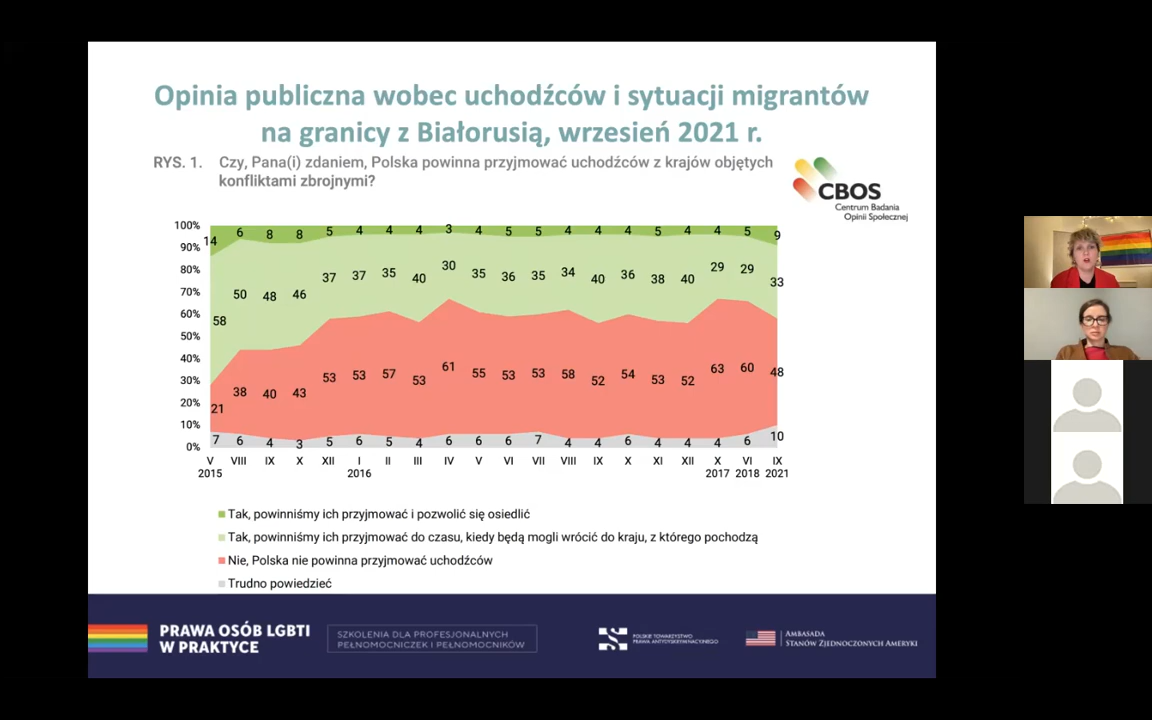 Opinia publiczna wobec uchodźców i sytuacji migrantów
na granicy z Białorusią, wrzesień 2021 r.
RYS. 1. Czy, Pana(i) zdaniem, Polska powinna przyjmować uchodźców z krajów objętych
konfliktami zbrojnymi?
CBOS
Centrum Badania
Opinii Społecznej
100%
90%
80%
70%
60%
50%
40%
30%
20%
10%
0%
14 6 8 8 5 4 4 4 3 4 5 5 4 4 4 5 4 4 5 9
58 50 48 46 37 37 35 40 30 35 36 35 34 40 36 38 40 29 29 33
21 38 40 43 53 53 57 53 61 55 53 53 58 52 54 53 52 63 60 48
7 6 4 3 5 6 5 4 6 6 6 7 4 4 6 4 4 4 6 10
V VIII IX X XII I II III IV V VI VII VIII IX X XI XII X VI IX
2015 2016 2017 2018 2021
Tak, powinniśmy ich przyjmować i pozwolić się osiedlić
Tak, powinniśmy ich przyjmować do czasu, kiedy będą mogli wrócić do kraju, z którego pochodzą
Nie, Polska nie powinna przyjmować uchodźców
Trudno powiedzieć
PRAWA OSÓB LGBTI
W PRAKTYCE
SZKOLENIA DLA PROFESJONALNYCH
PEŁNOMOCNICZEK I PEŁNOMOCNIKÓW
POLSKIE TOWARZYSTWO
PRAWA ANTYDYSKRYMINACYJNEGO
AMBASADA
STANÓW ZJEDNOCZONYCH AMERYKI